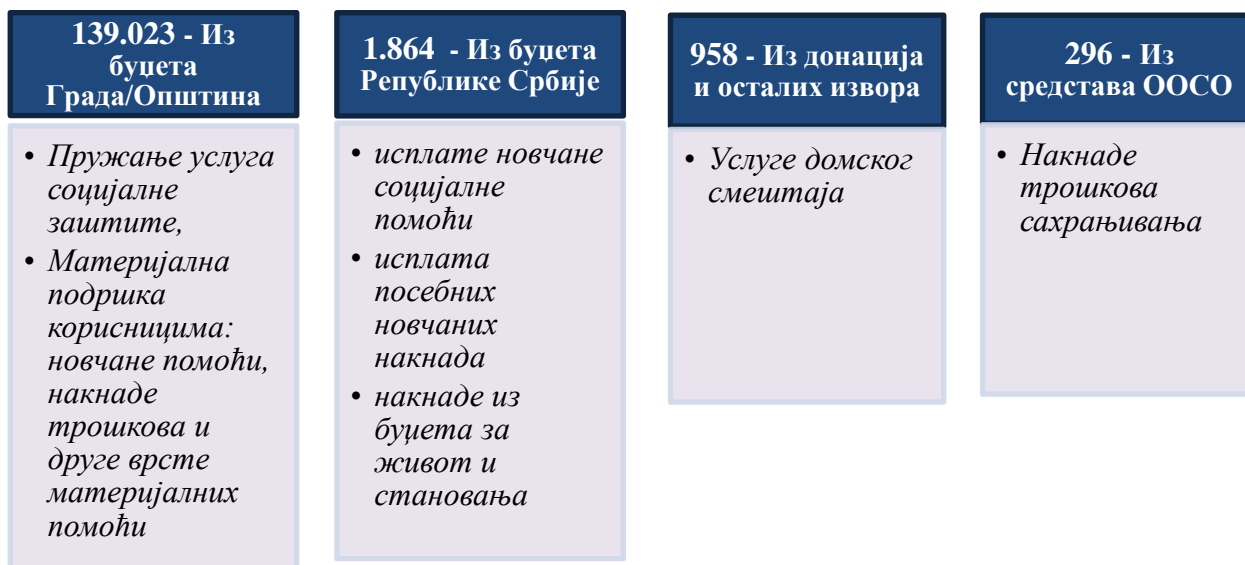 139.023 - Из
буџета
Града/Општина
• Пружање услуга
социјалне
заштите,
• Материјална
подршка
корисницима:
новчане помоћи,
накнаде
трошкова и
друге врсте
материјалних
помоћи
1.864 - Из буџета
Републике Србије
• исплате новчане
социјалне
помоћи
• исплата
посебних
новчаних
накнада
• накнаде из
буџета за
живот и
становања
958 - Из донација
и осталих извора
• Услуге домског
смештаја
296 - Из
средстава ООСО
• Накнаде
трошкова
сахрањивања